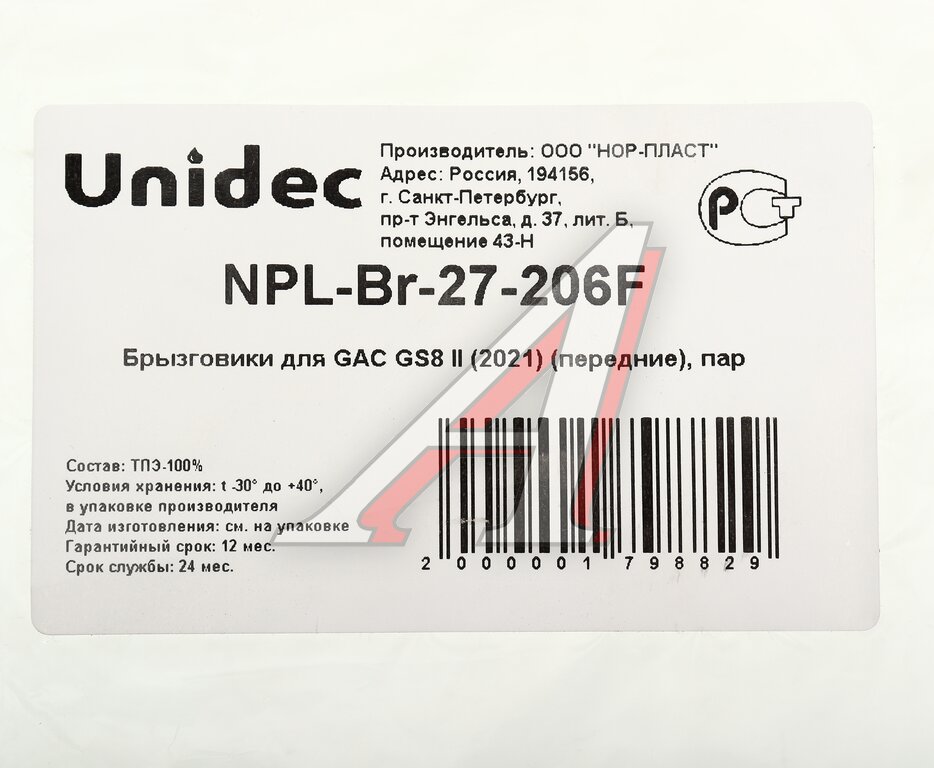 Unidec
Производитель: ООО "НОР-ПЛАСТ"
Адрес: Россия, 194156,
г. Санкт-Петербург,
пр-т Энгельса, д. 37, лит. Б,
помещение 43-Н
РСТ
NPL-Br-27-206F
Брызговики для GAC GS8 II (2021) (передние), пар
Состав: ТПЭ-100%
Условия хранения: t -30° до +40°,
в упаковке производителя
Дата изготовления: см. на упаковке
Гарантийный срок: 12 мес.
Срок службы: 24 мес.
2 000001 798829